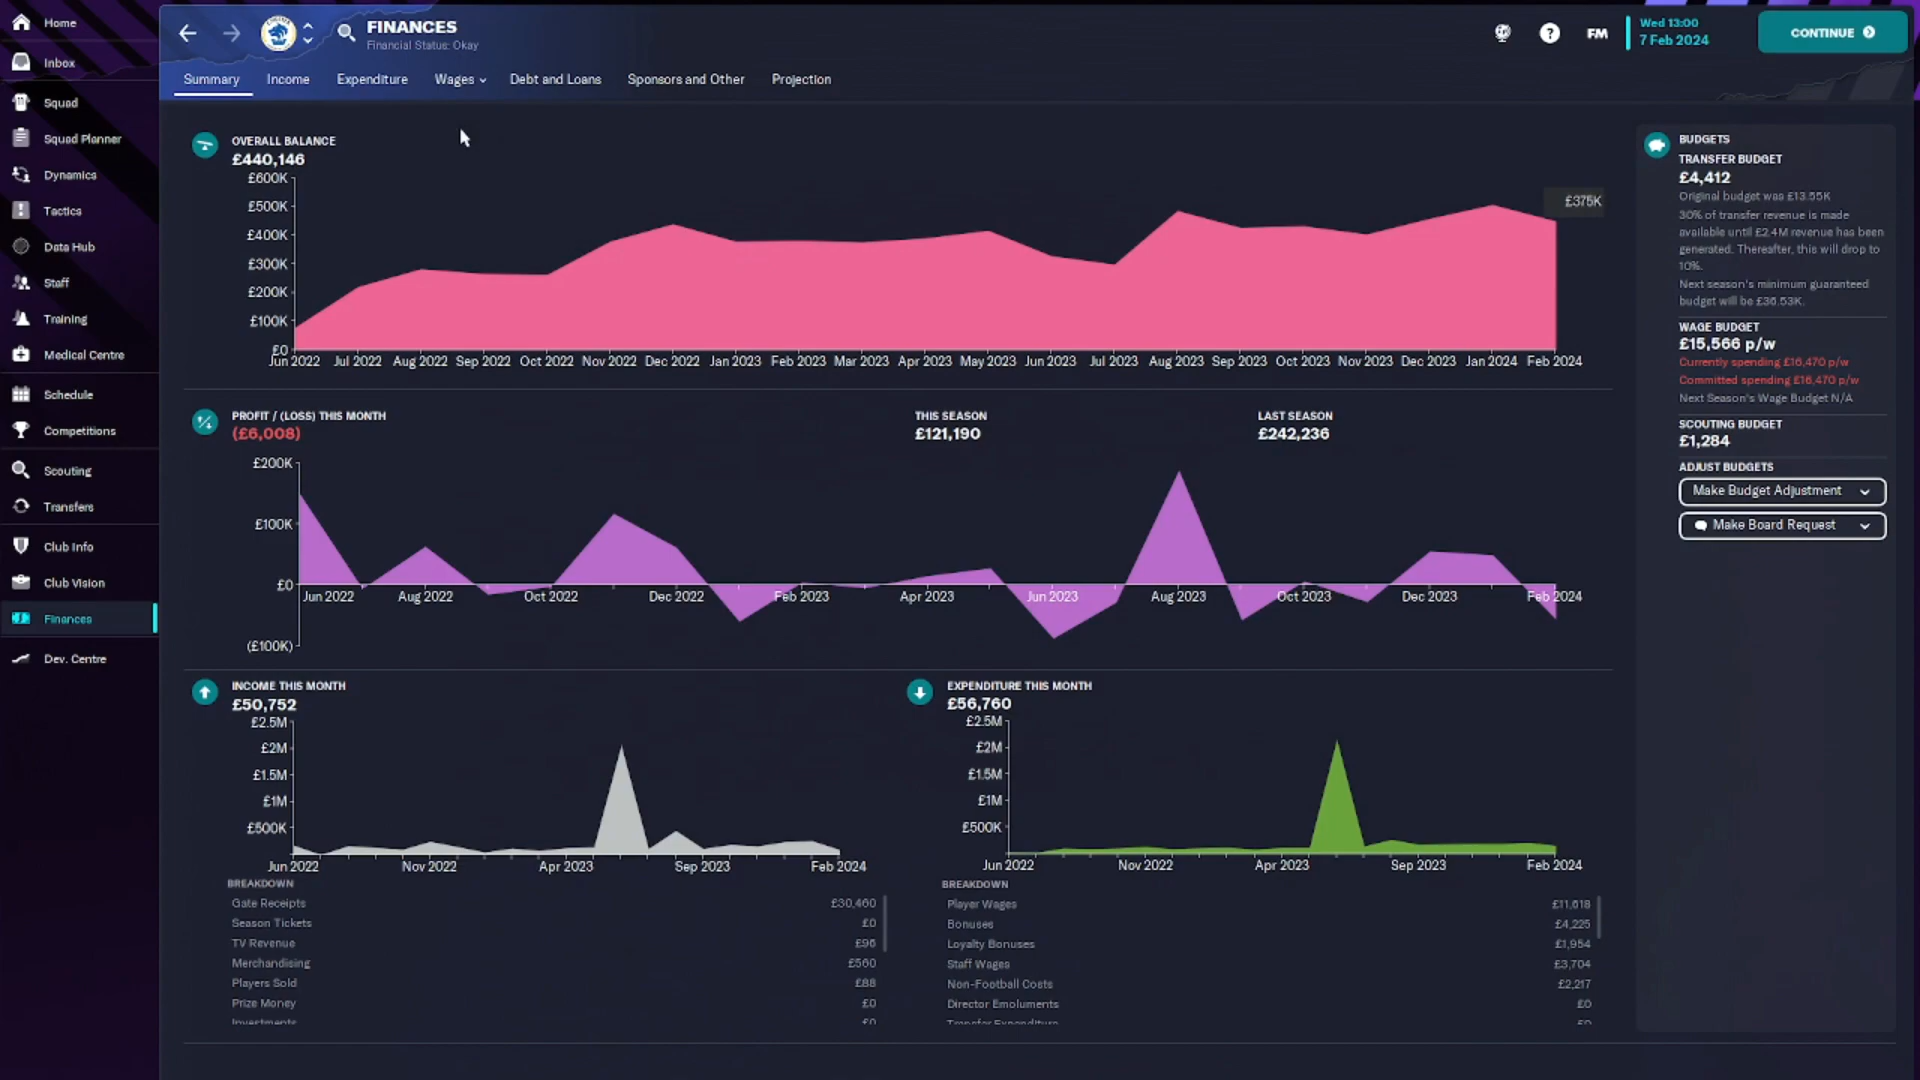 Home
Inbox
Squad
Squad Planner
Dynamics
Tactics
Data Hub
Staff
Training
Medical Centre
Schedule
Competitions
Scouting
Transfers
Club Info
Club Vision
Finances
Dev. Centre
FINANCES
Financial Status: Okay
?
FM
Wed 13:00
7 Feb 2024
CONTINUE
Summary
Income
Expenditure
Wages
Debt and Loans
Sponsors and Other
Projection
OVERALL BALANCE
£440,146
£600K
£500K
£400K
£300K
£200K
£100K
£0
£375K
Jun 2022 Jul 2022 Aug 2022 Sep 2022 Oct 2022 Nov 2022 Dec 2022 Jan 2023 Feb 2023 Mar 2023 Apr 2023 May 2023 Jun 2023 Jul 2023 Aug 2023 Sep 2023 Oct 2023 Nov 2023 Dec 2023 Jan 2024 Feb 2024
PROFIT / (LOSS) THIS MONTH
(£6,008)
THIS SEASON
£121,190
LAST SEASON
£242,236
£200K
£100K
£0
(£100K)
Jun 2022 Aug 2022 Oct 2022 Dec 2022 Feb 2023 Apr 2023 Jun 2023 Aug 2023 Oct 2023 Dec 2023 Feb 2024
INCOME THIS MONTH
£50,752
£2.5M
£2M
£1.5M
£1M
£500K
Jun 2022 Nov 2022 Apr 2023 Sep 2023 Feb 2024
BREAKDOWN
Gate Receipts £30,460
Season Tickets £0
TV Revenue £96
Merchandising £560
Players Sold £88
Prize Money £0
Investments £0
EXPENDITURE THIS MONTH
£56,760
£2.5M
£2M
£1.5M
£1M
£500K
Jun 2022 Nov 2022 Apr 2023 Sep 2023 Feb 2024
BREAKDOWN
Player Wages £11,618
Bonuses £4,225
Loyalty Bonuses £1,954
Staff Wages £3,704
Non-Football Costs £2,217
Director Emoluments £0
Transfer Expenditure £0
BUDGETS
TRANSFER BUDGET
£4,412
Original budget was £13.55K
30% of transfer revenue is made
available until £2.4M revenue has been
generated. Thereafter, this will drop to
10%.
Next season's minimum guaranteed
budget will be £36.53K.
WAGE BUDGET
£15,566 p/w
Currently spending £16,470 p/w
Committed spending £16,470 p/w
Next Season's Wage Budget N/A
SCOUTING BUDGET
£1,284
ADJUST BUDGETS
Make Budget Adjustment
Make Board Request